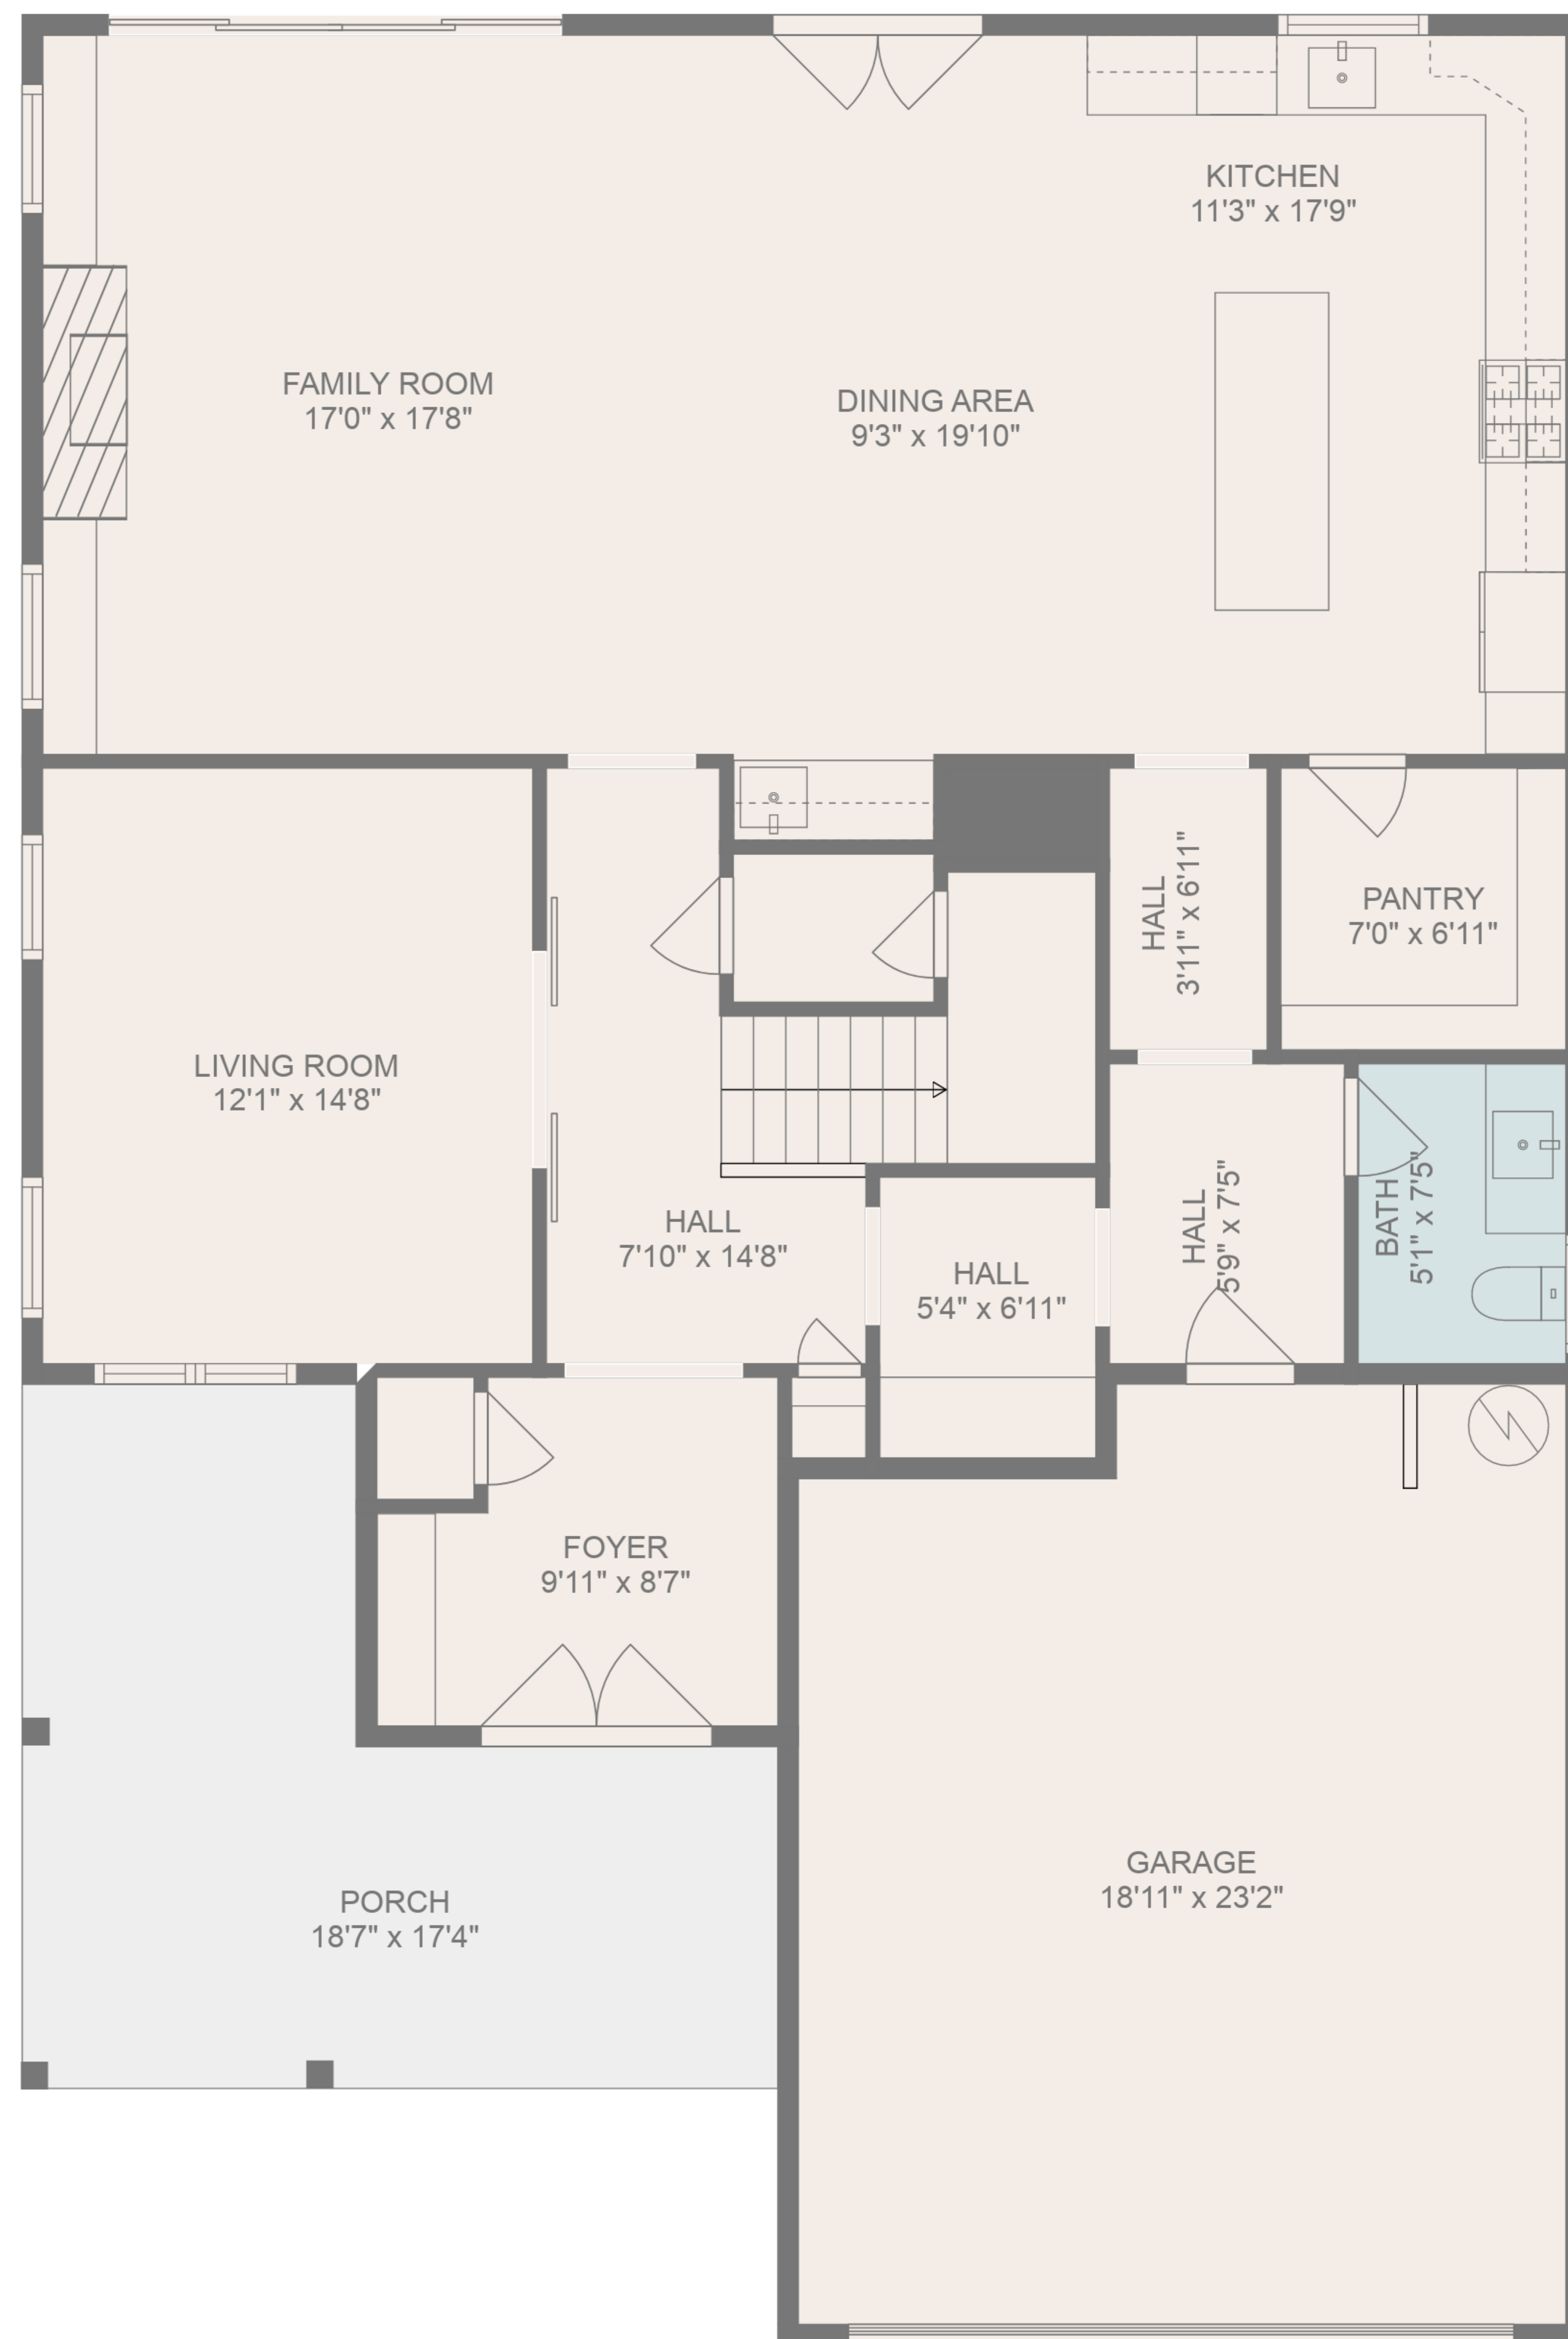 KITCHEN
11'3" x 17'9"
FAMILY ROOM
17'0" x 17'8"
DINING AREA
9'3" x 19'10"
HALL
3'11" x 6'11"
PANTRY
7'0" x 6'11"
LIVING ROOM
12'1" x 14'8"
HALL
7'10" x 14'8"
HALL
5'4" x 6'11"
HALL
5'9" x 7'5"
BATH
5'1" x 7'5"
FOYER
9'11" x 8'7"
PORCH
18'7" x 17'4"
GARAGE
18'11" x 23'2"